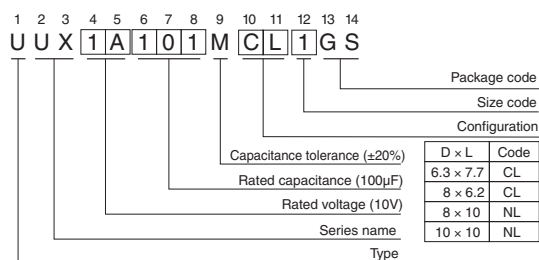 1 2 3 4 5 6 7 8 9 10 11 12 13 14
U U X 1 A 1 0 1 M C L 1 G S
Package code
Size code
Configuration
Capacitance tolerance (±20%)
Rated capacitance (100µF)
Rated voltage (10V)
Series name
Type
D × L Code
6.3 × 7.7 CL
8 × 6.2 CL
8 × 10 NL
10 × 10 NL